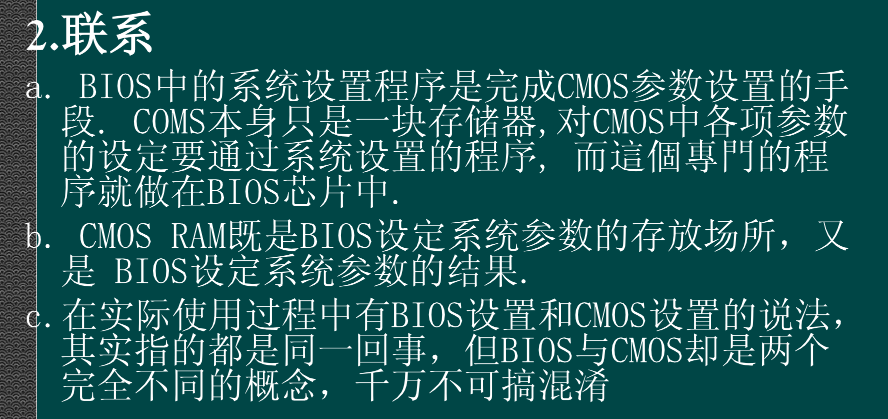 2.联系
a. BIOS中的系统设置程序是完成CMOS参数设置的手
段. COMS本身只是一块存储器,对CMOS中各项参数
的设定要通过系统设置的程序, 而這個專門的程
序就做在BIOS芯片中.
b. CMOS RAM既是BIOS设定系统参数的存放场所，又
是 BIOS设定系统参数的结果.
c.在实际使用过程中有BIOS设置和CMOS设置的说法，
其实指的都是同一回事，但BIOS与CMOS却是两个
完全不同的概念，千万不可搞混淆